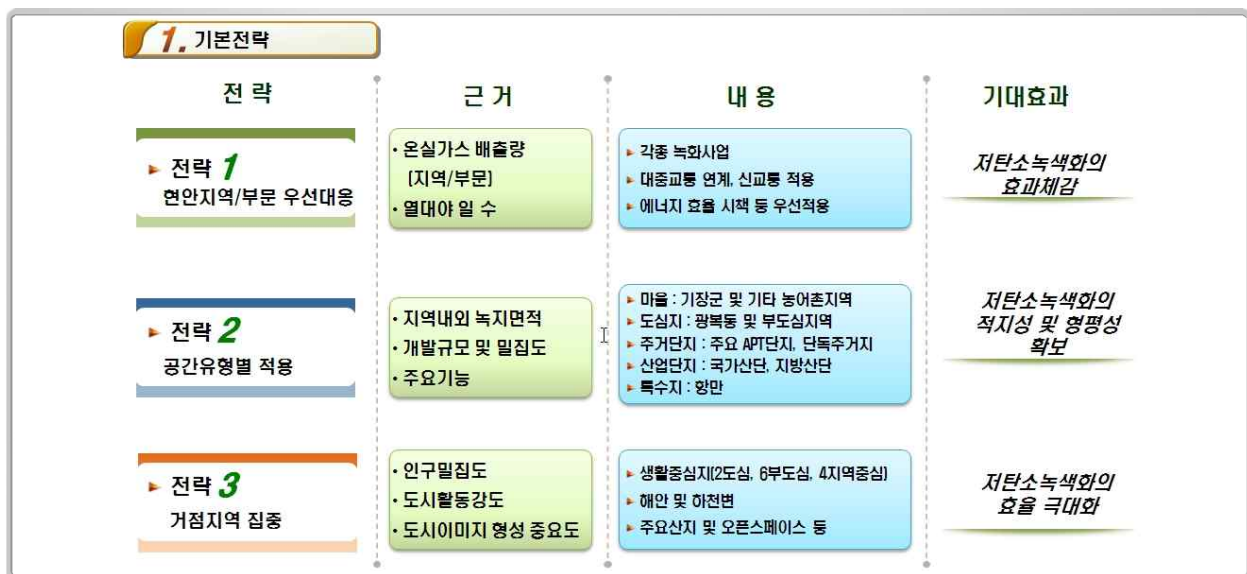 1. 기본전략
전 략
근 거
내 용
기대효과
전략 1
현안지역/부문 우선대응
• 온실가스 배출량
(지역/부문)
• 열대야 일 수
각종 녹화사업
대중교통 연계, 신교통 적용
에너지 효율 시책 등 우선적용
저탄소녹색화의
효과체감
전략 2
공간유형별 적용
• 지역내외 녹지면적
• 개발규모 및 밀집도
• 주요기능
마을 : 기장군 및 기타 농어촌지역
도심지 : 광복동 및 부도심지역
주거단지 : 주요 APT단지, 단독주거지
산업단지 : 국가산단, 지방산단
특수지 : 항만
저탄소녹색화의
적지성 및 형평성
확보
전략 3
거점지역 집중
• 인구밀집도
• 도시활동강도
• 도시이미지 형성 중요도
생활중심지(2도심, 6부도심, 4지역중심)
해안 및 하천변
주요산지 및 오픈스페이스 등
저탄소녹색화의
효율 극대화